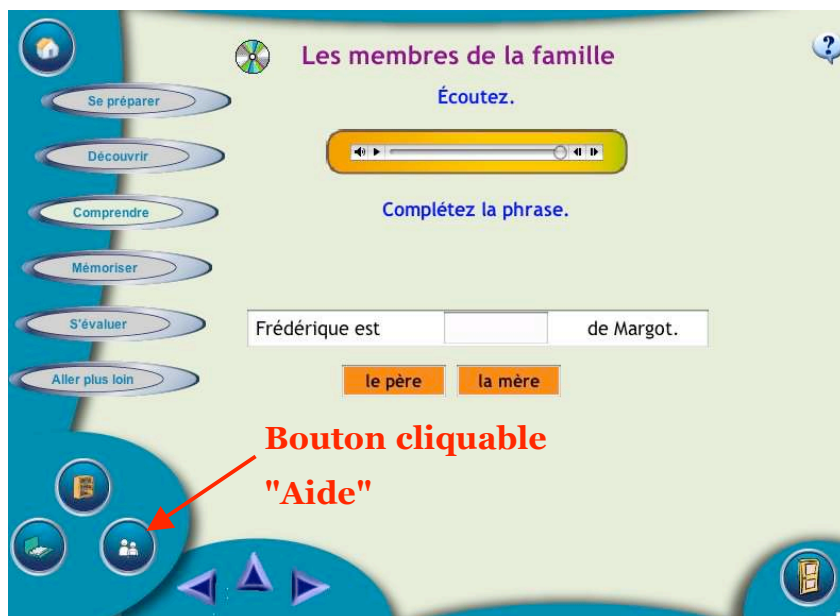 Les membres de la famille
?
Écoutez.
Se préparer
Découvrir
Comprendre
Mémoriser
S'évaluer
Aller plus loin
Complétez la phrase.
Frédérique est de Margot.
le père la mère
Bouton cliquable
"Aide"